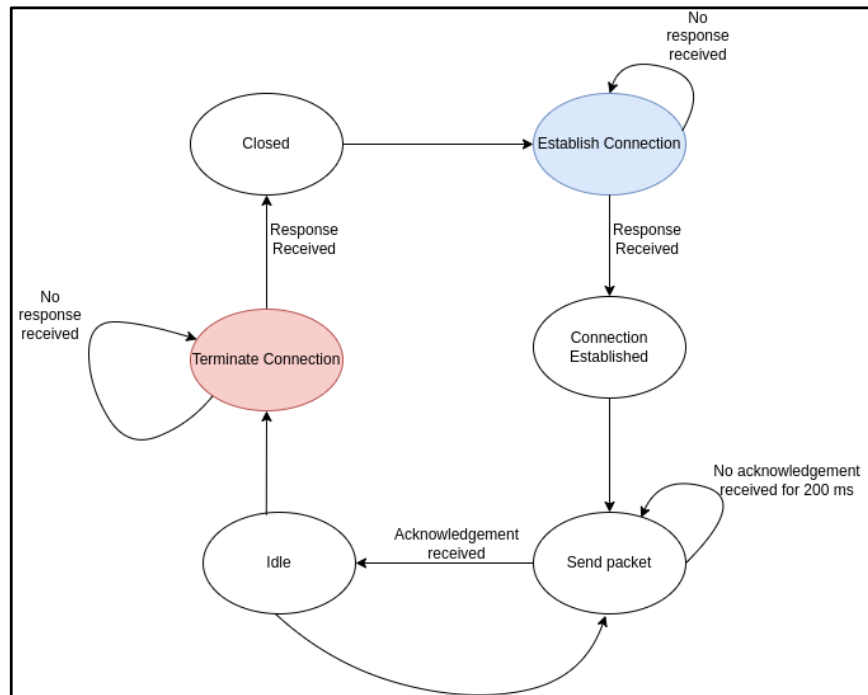 No
response
received
Closed
Establish Connection
Response
Received
Response
Received
No
response
received
Terminate Connection
Connection
Established
No acknowledgement
received for 200 ms
Acknowledgement
received
Idle
Send packet